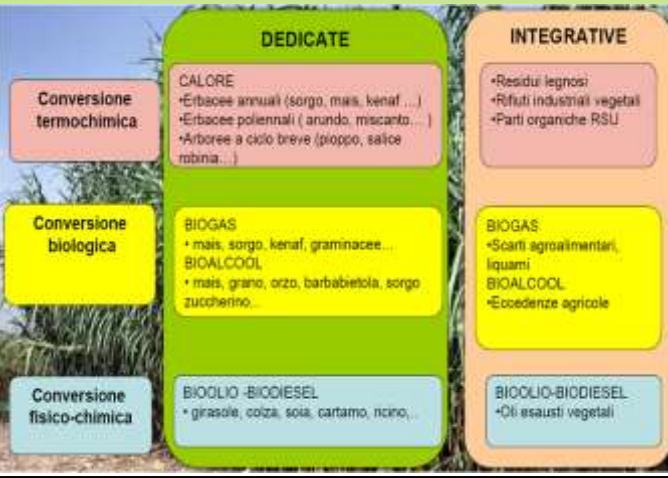 DEDICATE
INTEGRATIVE
Conversione
termochimica
CALORE
•Erbacee annuali (sorgo, mais, kenaf ...)
•Erbacee poliennali ( arundo, miscanto... )
•Arboree a ciclo breve (pioppo, salice
robinia...)
•Residui legnosi
•Rifiuti industriali vegetali
•Parti organiche RSU
Conversione
biologica
BIOGAS
• mais, sorgo, kenaf, graminacee...
BIOALCOOL
• mais, grano, orzo, barbabietola, sorgo
zuccherino...
BIOGAS
•Scarti agroalimentari,
liquami
BIOALCOOL
•Eccedenze agricole
Conversione
fisico-chimica
BIOOLIO -BIODIESEL
• girasole, colza, soia, cartamo, ricino,..
BIOOLIO-BIODIESEL
•Oli esausti vegetali